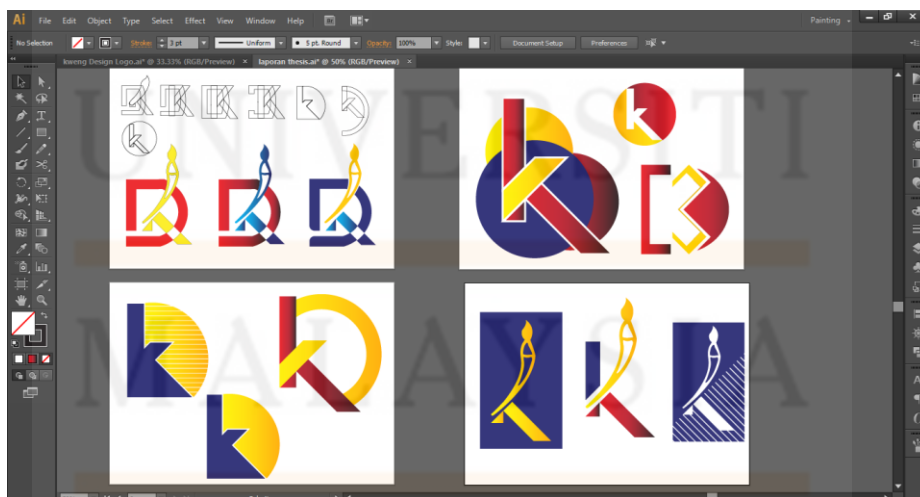 Ai File Edit Object Type Select Effect View Window Help Br Painting
No Selection Stroke: 3 pt Uniform 5 pt. Round Opacity: 100% Style: Document Setup Preferences
kweng Design Logo.ai* @ 33.33% (RGB/Preview) × laporan thesis.ai* @ 50% (RGB/Preview) ×
UNIVERSITI
MALAYSIA